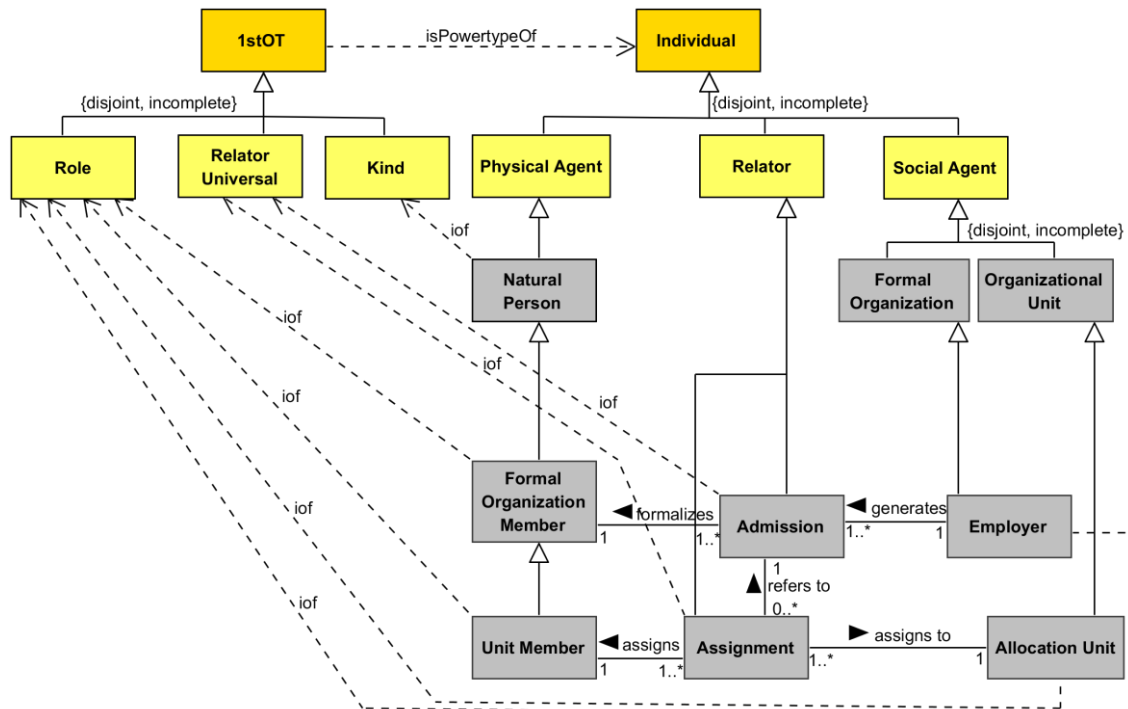 1stOT
isPowertypeOf
Individual
{disjoint, incomplete}
{disjoint, incomplete}
Role
Relator
Universal
Kind
Physical Agent
Relator
Social Agent
iof
{disjoint, incomplete}
Natural
Person
Formal
Organization
Organizational
Unit
iof
iof
iof
iof
Formal
Organization
Member
formalizes
1
1..*
Admission
generates
1..*
1
Employer
iof
1
refers to
0..*
iof
Unit Member
assigns
1
1..*
Assignment
assigns to
1..*
1
Allocation Unit